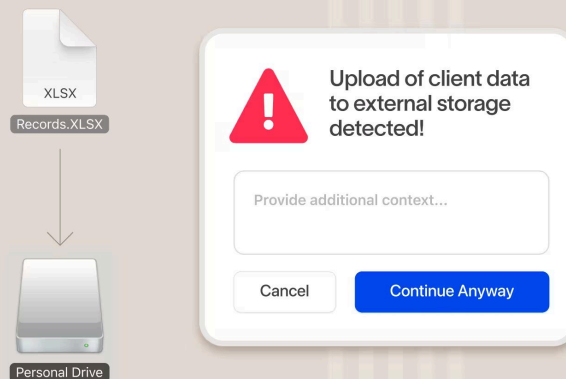 XLSX
Records.XLSX
Personal Drive
Upload of client data
to external storage
detected!
Provide additional context...
Cancel
Continue Anyway